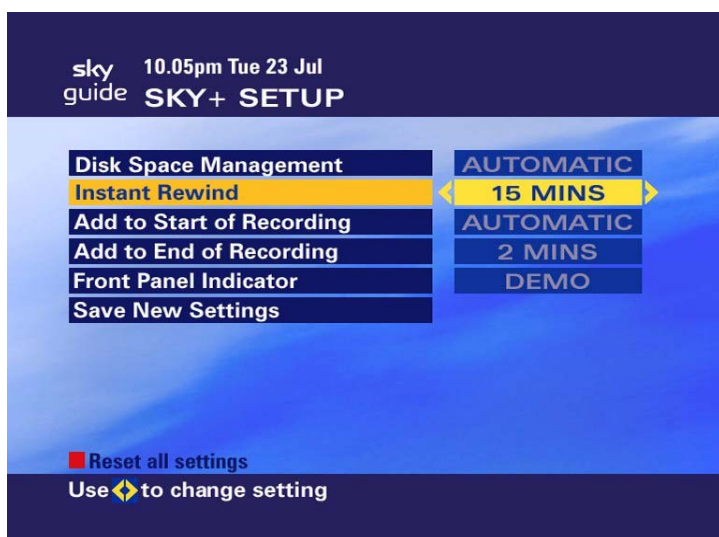 sky 10.05pm Tue 23 Jul
guide SKY+ SETUP
Disk Space Management AUTOMATIC
Instant Rewind 15 MINS
Add to Start of Recording AUTOMATIC
Add to End of Recording 2 MINS
Front Panel Indicator DEMO
Save New Settings
Reset all settings
Use to change setting